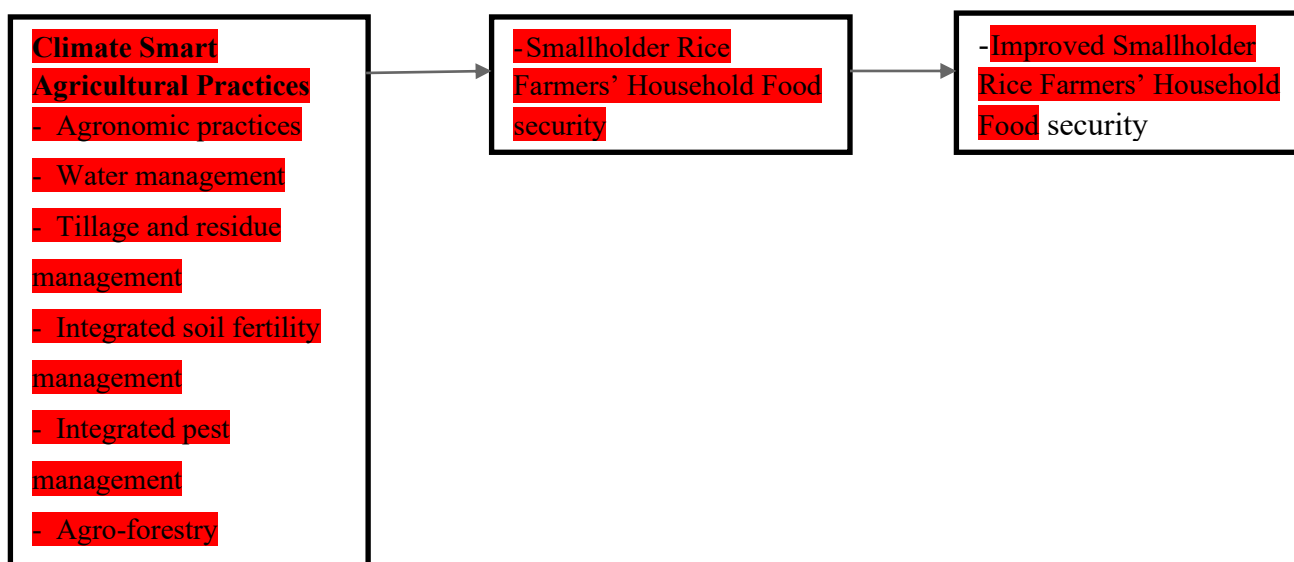 Climate Smart
Agricultural Practices
- Agronomic practices
- Water management
- Tillage and residue
management
- Integrated soil fertility
management
- Integrated pest
management
- Agro-forestry
-Smallholder Rice
Farmers’ Household Food
security
-Improved Smallholder
Rice Farmers’ Household
Food security